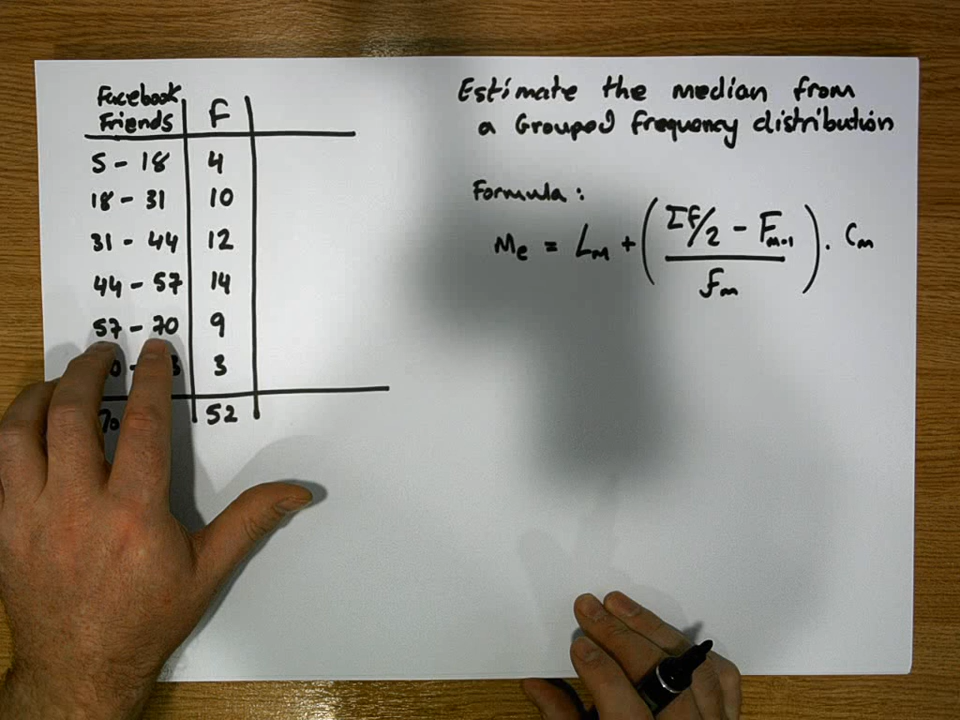 Facebook
Friends F
5 - 18 4
18 - 31 10
31 - 44 12
44 - 57 14
57 - 70 9
3
52
Estimate the median from
a Grouped Frequency distribution
Formula:
Me = Lm + ( Σf/2 - Fm-1 / fm ) . Cm